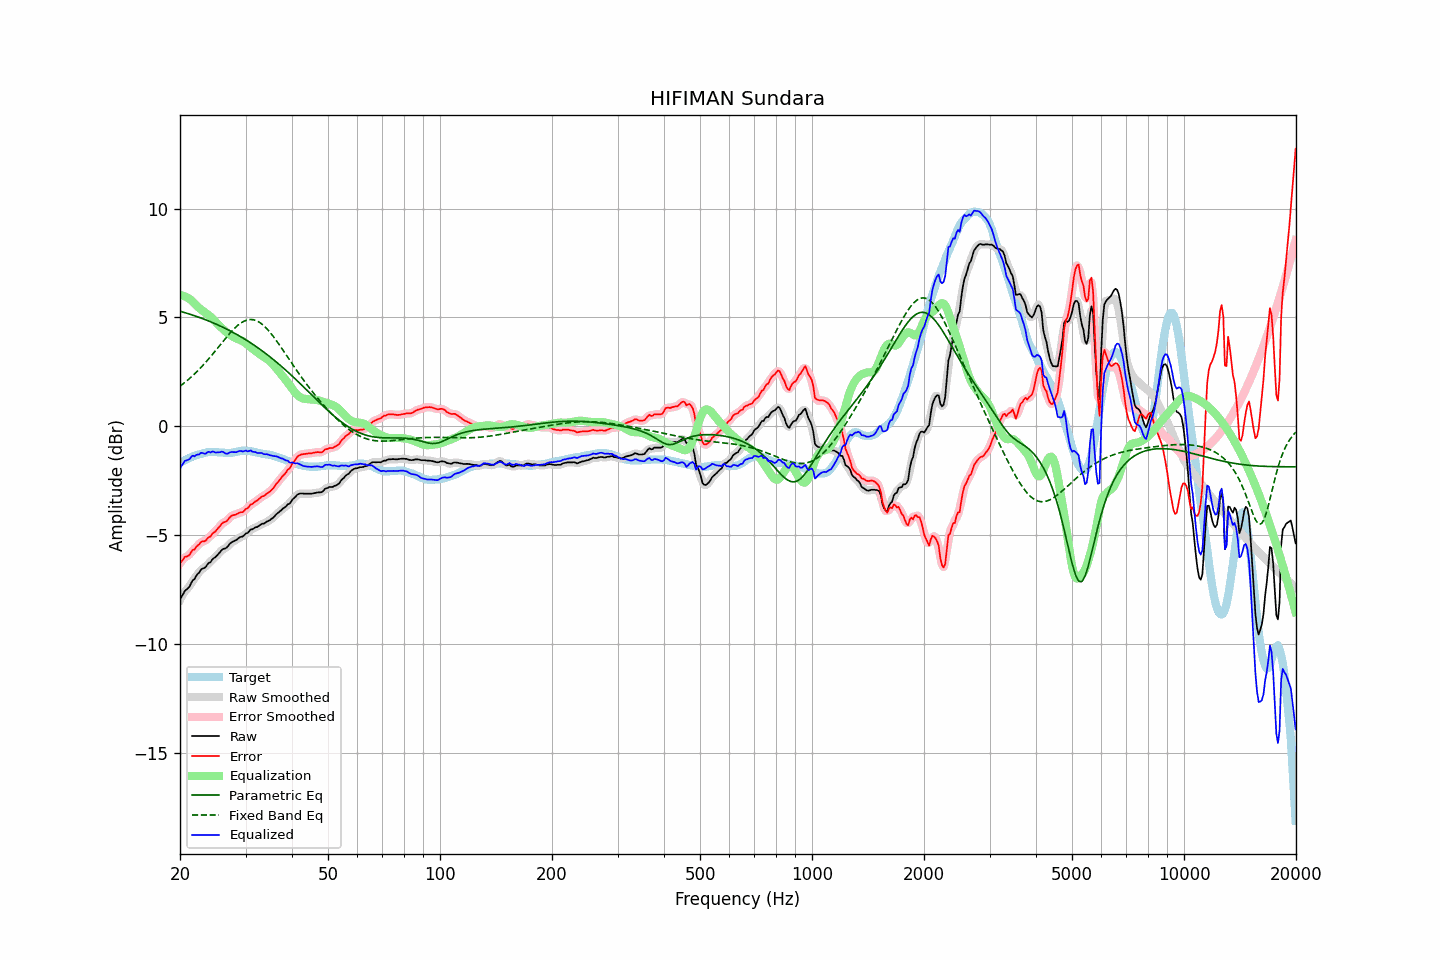 HIFIMAN Sundara
Amplitude (dBr)
10
5
0
−5
−10
−15
Target
Raw Smoothed
Error Smoothed
Raw
Error
Equalization
Parametric Eq
Fixed Band Eq
Equalized
20 50 100 200 500 1000 2000 5000 10000 20000
Frequency (Hz)